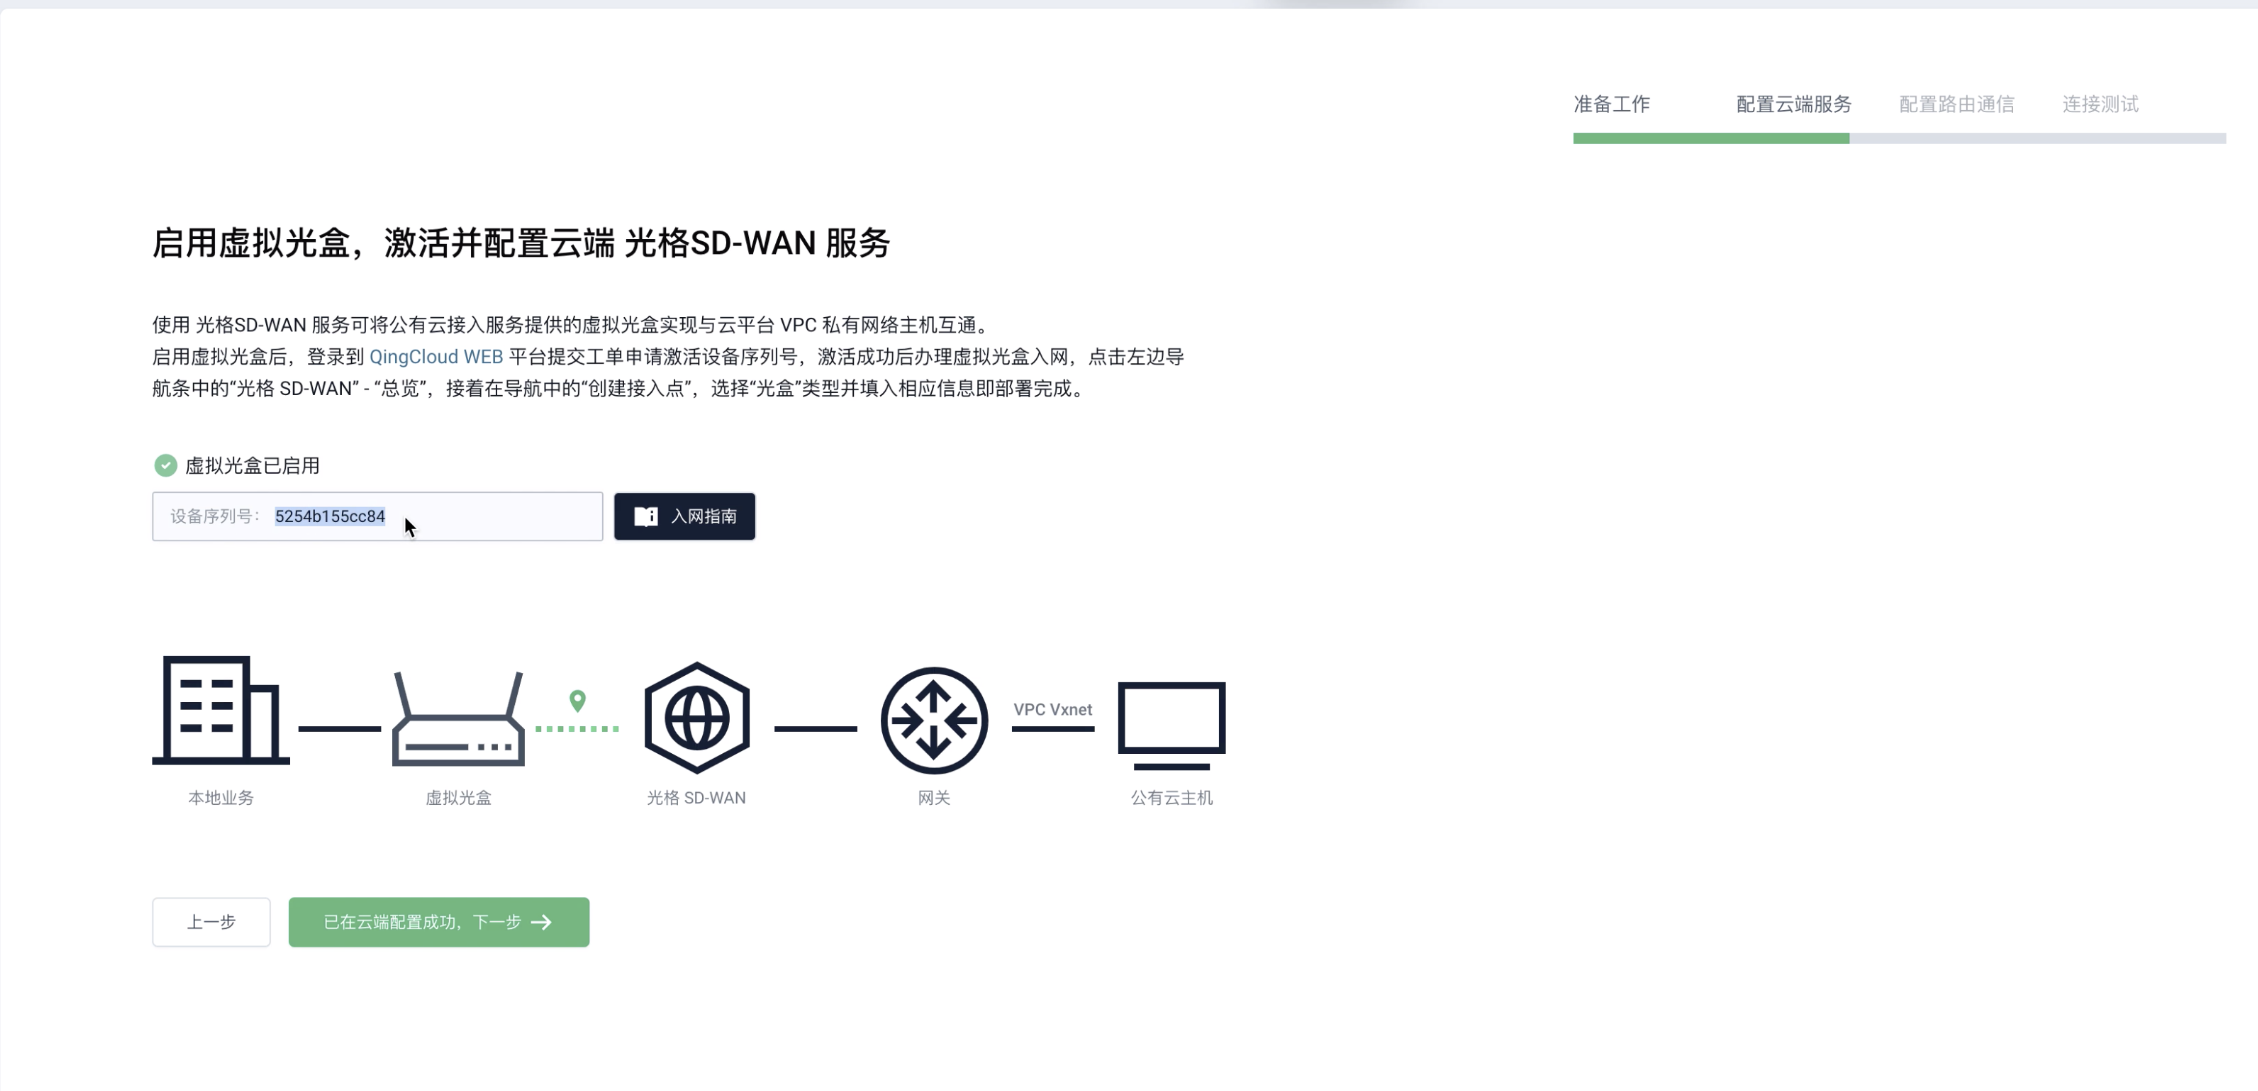 准备工作 配置云端服务 配置路由通信 连接测试
启用虚拟光盒，激活并配置云端 光格SD-WAN 服务
使用 光格SD-WAN 服务可将公有云接入服务提供的虚拟光盒实现与云平台 VPC 私有网络主机互通。
启用虚拟光盒后，登录到 QingCloud WEB 平台提交工单申请激活设备序列号，激活成功后办理虚拟光盒入网，点击左边导
航条中的“光格 SD-WAN” - “总览”，接着在导航中的“创建接入点”，选择“光盒”类型并填入相应信息即部署完成。
虚拟光盒已启用
设备序列号： 5254b155cc84
入网指南
VPC Vxnet
本地业务 虚拟光盒 光格 SD-WAN 网关 公有云主机
上一步 已在云端配置成功，下一步